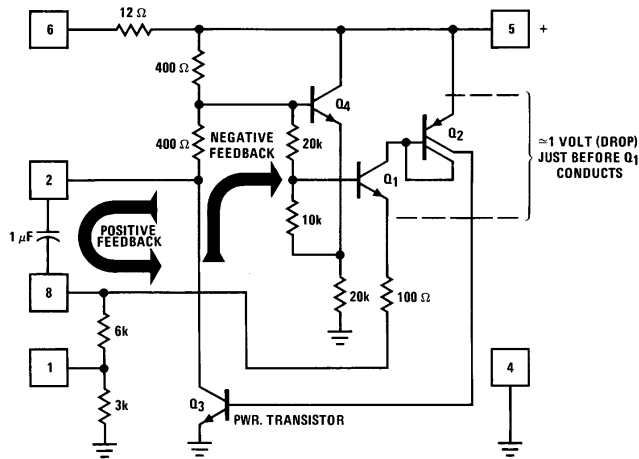 6
12 Ω
5
+
400 Ω
Q4
400 Ω
NEGATIVE
FEEDBACK
20k
Q2
≃1 VOLT (DROP)
JUST BEFORE Q1
CONDUCTS
2
Q1
1 μF
POSITIVE
FEEDBACK
10k
8
20k
100 Ω
6k
1
4
3k
Q3
PWR. TRANSISTOR